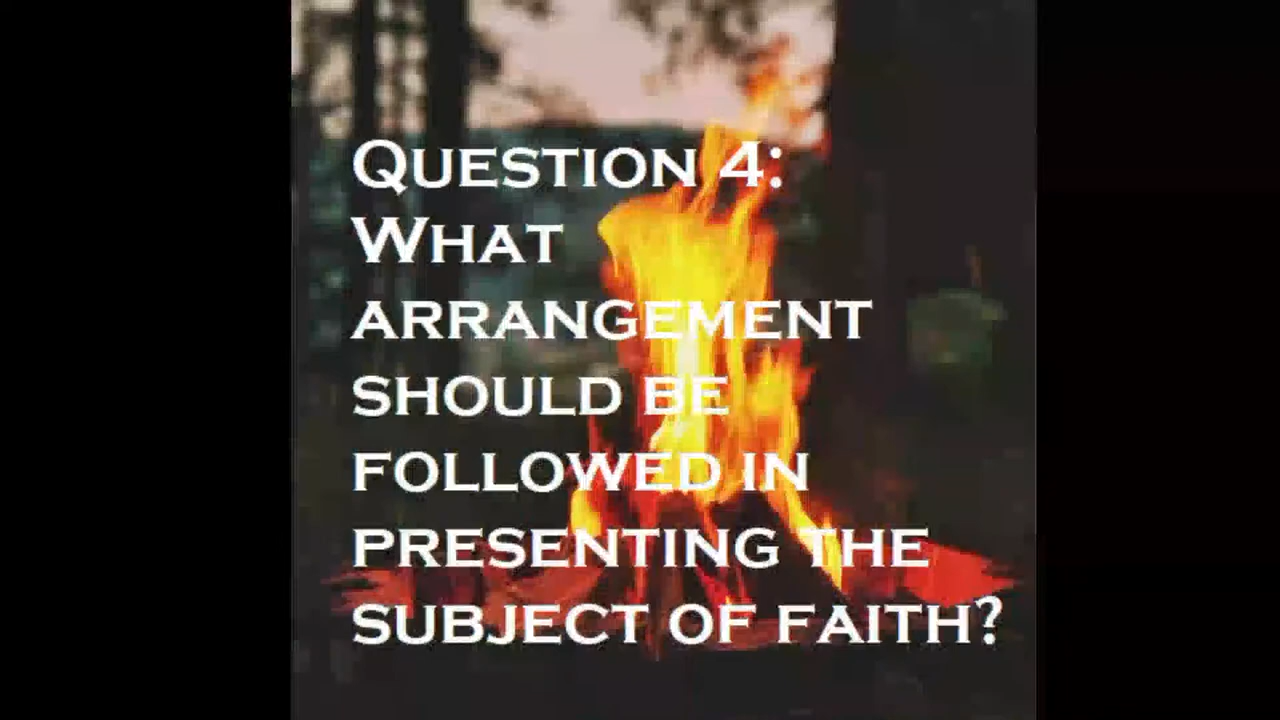 Question 4:
What
arrangement
should be
followed in
presenting the
subject of faith?